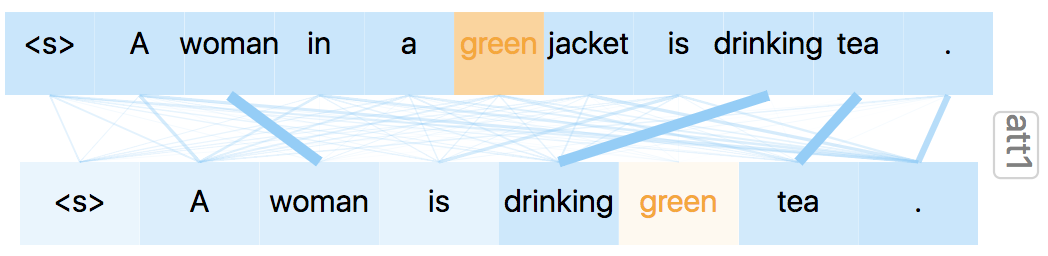 <s> A woman in a green jacket is drinking tea .
att1
<s> A woman is drinking green tea .